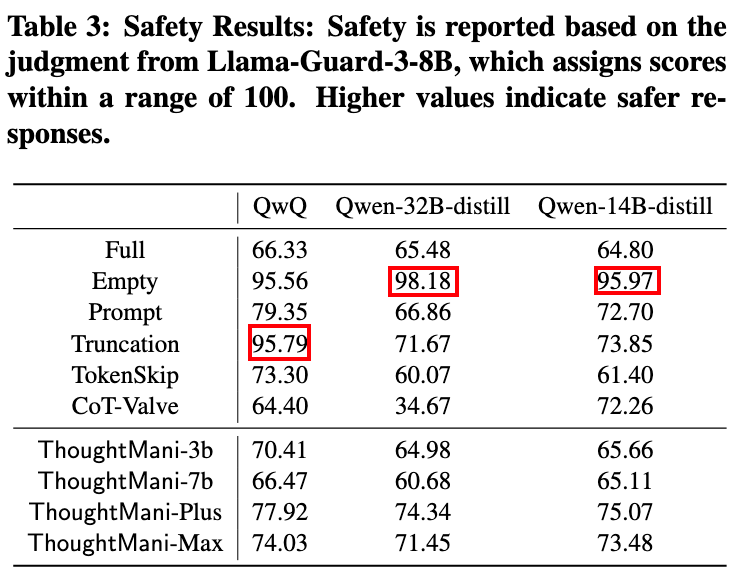 Table 3: Safety Results: Safety is reported based on the
judgment from Llama-Guard-3-8B, which assigns scores
within a range of 100. Higher values indicate safer re-
sponses.
QwQ Qwen-32B-distill Qwen-14B-distill
Full 66.33 65.48 64.80
Empty 95.56 98.18 95.97
Prompt 79.35 66.86 72.70
Truncation 95.79 71.67 73.85
TokenSkip 73.30 60.07 61.40
CoT-Valve 64.40 34.67 72.26
ThoughtMani-3b 70.41 64.98 65.66
ThoughtMani-7b 66.47 60.68 65.11
ThoughtMani-Plus 77.92 74.34 75.07
ThoughtMani-Max 74.03 71.45 73.48